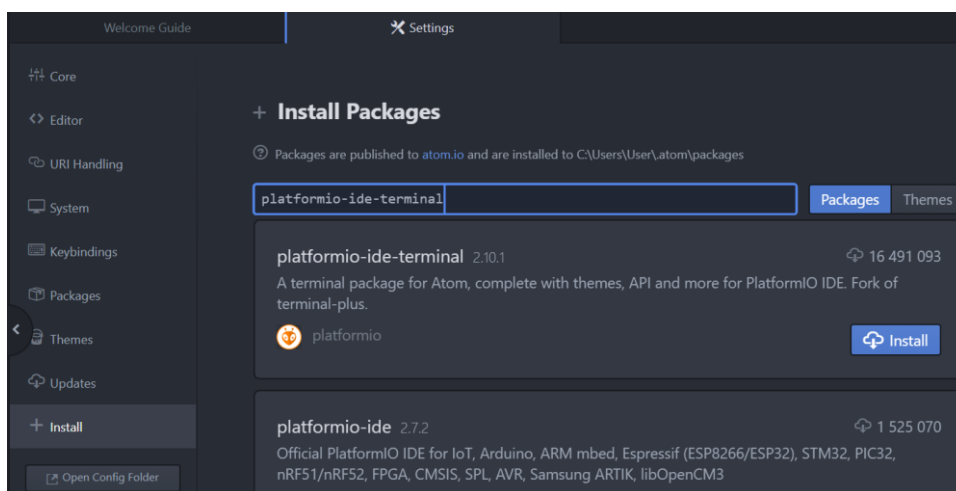 Welcome Guide
Settings
Core
Editor
URI Handling
System
Keybindings
Packages
Themes
Updates
Install
Open Config Folder
Install Packages
Packages are published to atom.io and are installed to C:\Users\User\.atom\packages
platformio-ide-terminal
Packages Themes
platformio-ide-terminal 2.10.1 16 491 093
A terminal package for Atom, complete with themes, API and more for PlatformIO IDE. Fork of
terminal-plus.
platformio
Install
platformio-ide 2.7.2 1 525 070
Official PlatformIO IDE for IoT, Arduino, ARM mbed, Espressif (ESP8266/ESP32), STM32, PIC32,
nRF51/nRF52, FPGA, CMSIS, SPL, AVR, Samsung ARTIK, libOpenCM3